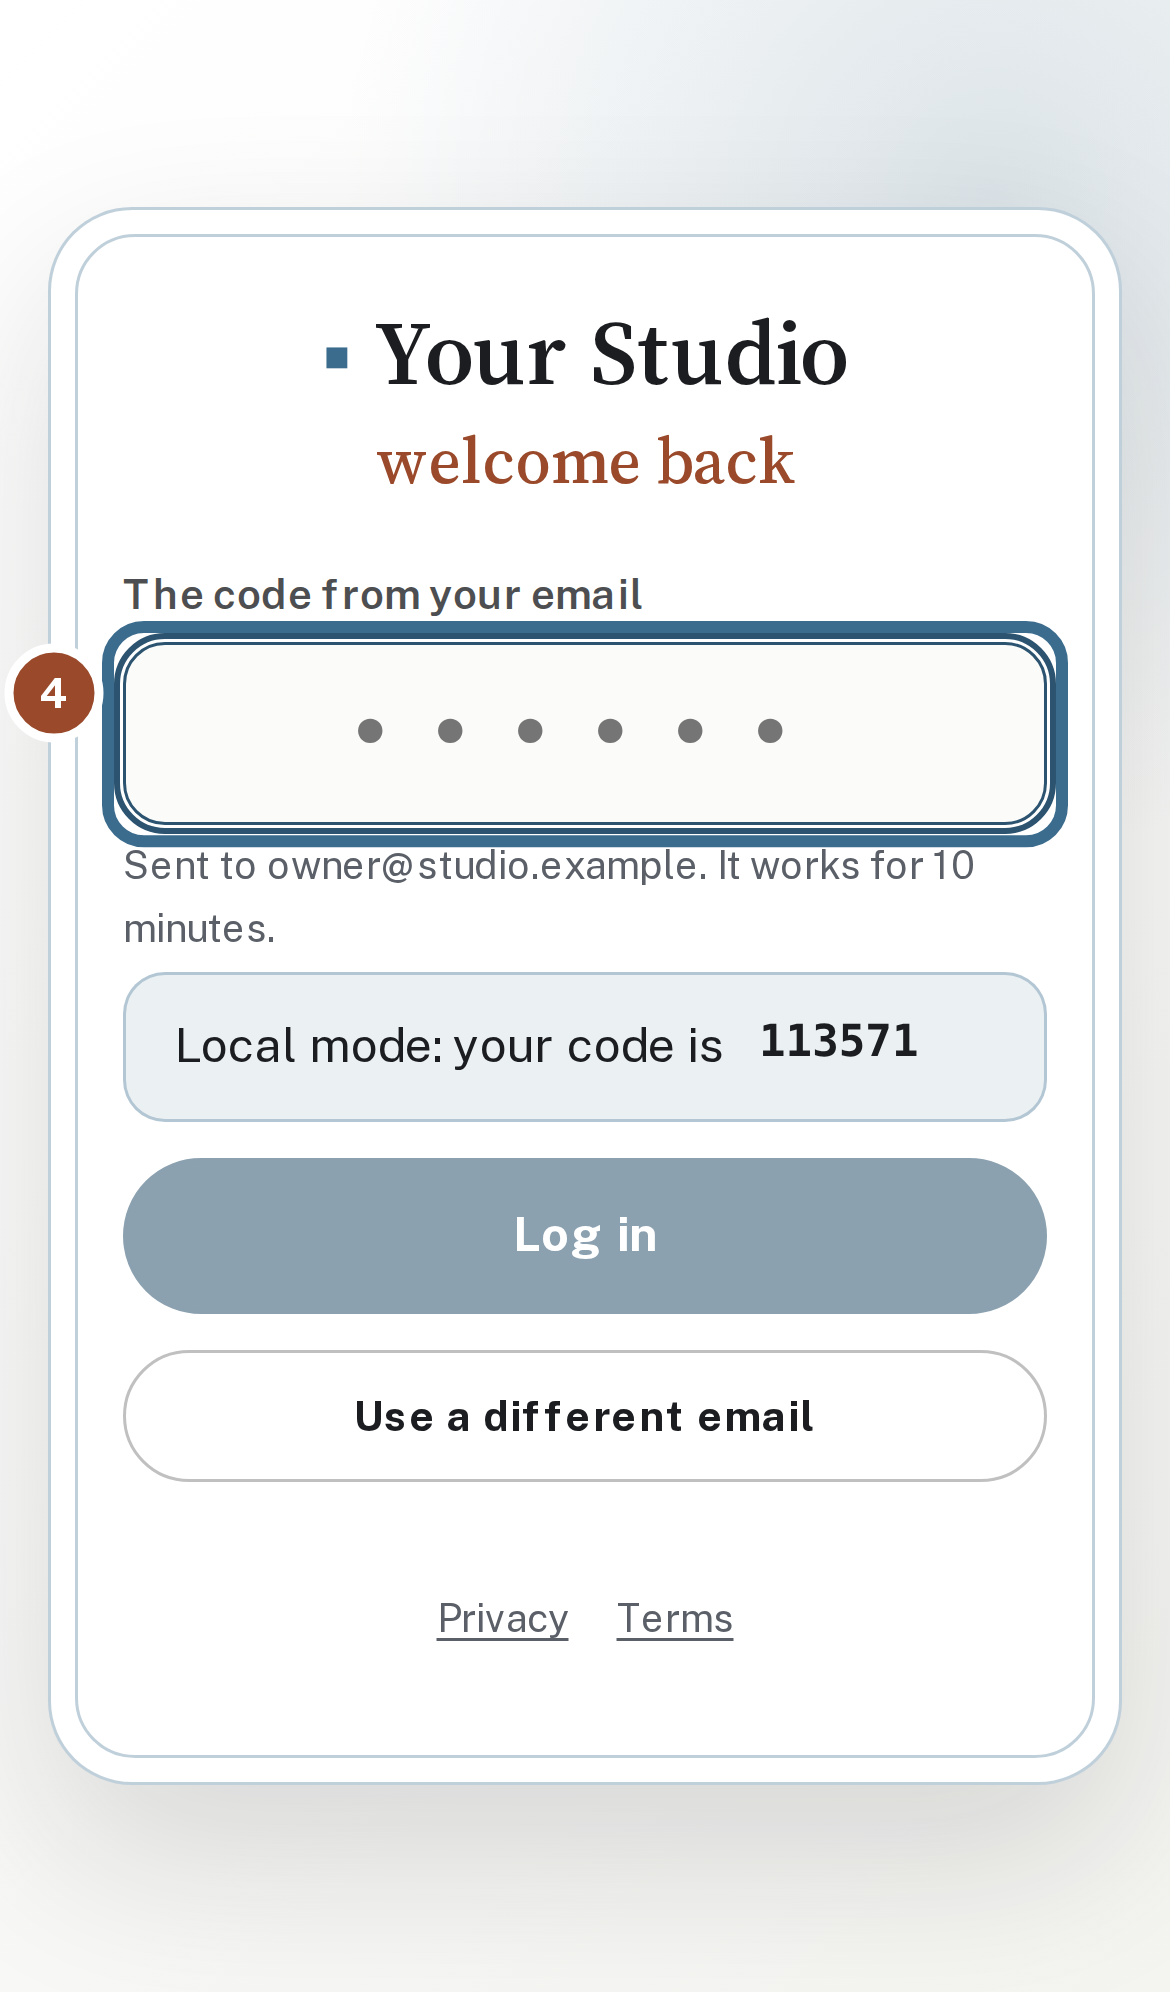 Your Studio
welcome back
The code from your email
4
••••••
Sent to owner@studio.example. It works for 10
minutes.
Local mode: your code is 113571
Log in
Use a different email
Privacy Terms